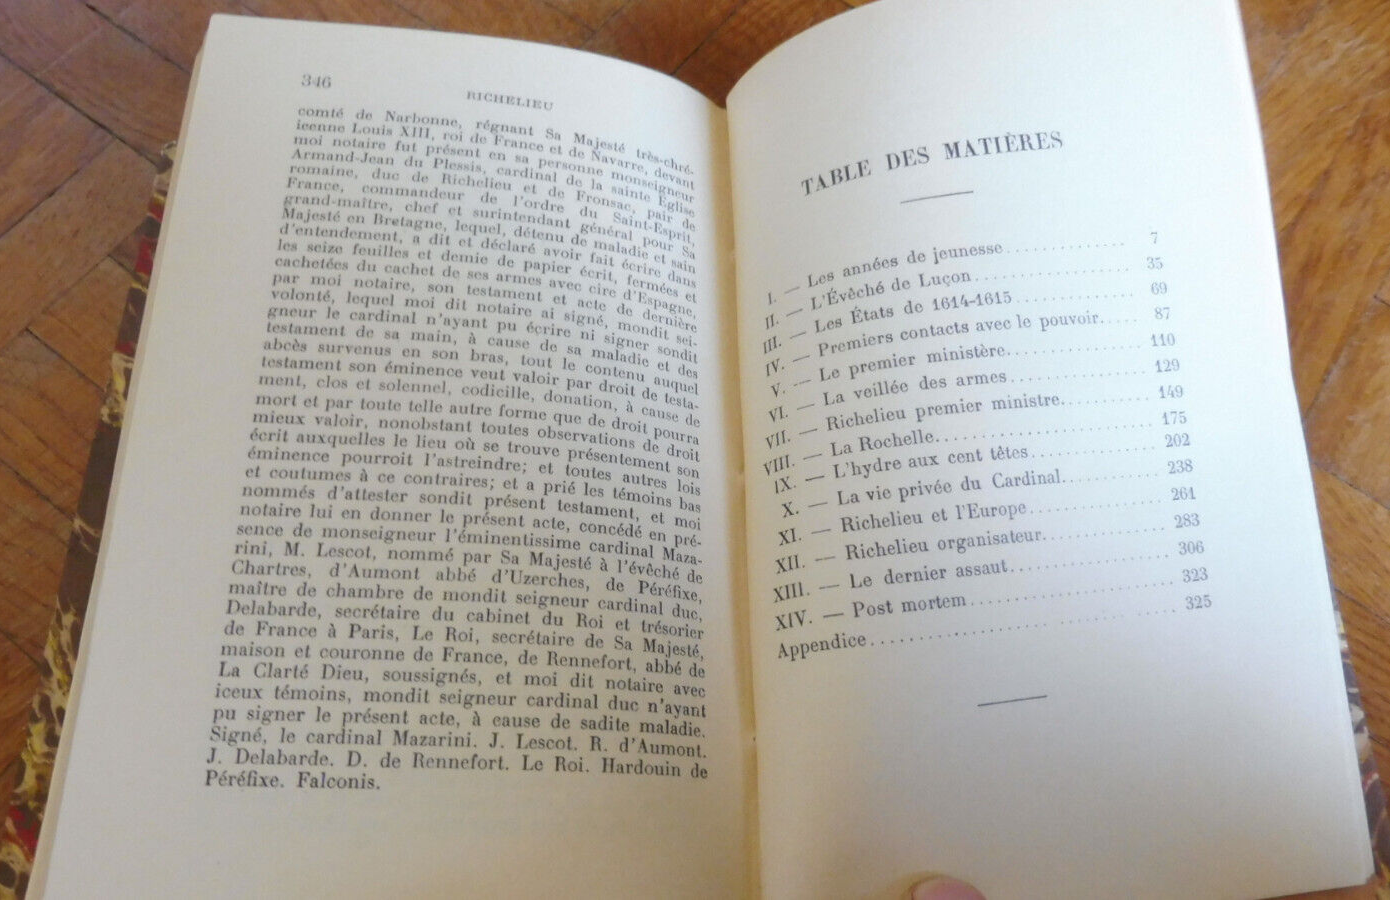 346
RICHELIEU
comté de Narbonne, régnant Sa Majesté très-chré-
icenne Louis XIII, roi de France et de Navarre, devant
moi notaire fut présent en sa personne monseigneur
Armand-Jean du Plessis, cardinal de la sainte Église
romaine, duc de Richelieu et de Fronsac, pair de
France, commandeur de l'ordre du Saint-Esprit,
grand-maître, chef et surintendant général pour Sa
Majesté en Bretagne, lequel, détenu de maladie et sain
d'entendement, a dit et déclaré avoir fait écrire dans
les seize feuilles et demie de papier écrit, fermées et
cachetées du cachet de ses armes avec cire d'Espagne,
par moi notaire, son testament et acte de dernière
volonté, lequel moi dit notaire ai signé, mondit sei-
gneur le cardinal n'ayant pu écrire ni signer sondit
testament de sa main, à cause de sa maladie et des
abcès survenus en son bras, tout le contenu auquel
testament son éminence veut valoir par droit de testa-
ment, clos et solennel, codicille, donation, à cause de
mort et par toute telle autre forme que de droit pourra
mieux valoir, nonobstant toutes observations de droit
écrit auxquelles le lieu où se trouve présentement son
éminence pourroit l'astreindre; et toutes autres lois
et coutumes à ce contraires; et a prié les témoins bas
nommés d'attester sondit présent testament, et moi
notaire lui en donner le présent acte, concédé en pré-
sence de monseigneur l'éminentissime cardinal Maza-
rini, M. Lescot, nommé par Sa Majesté à l'évêché de
Chartres, d'Aumont abbé d'Uzerches, de Péréfixe,
maître de chambre de mondit seigneur cardinal duc,
Delabarde, secrétaire du cabinet du Roi et trésorier
de France à Paris, Le Roi, secrétaire de Sa Majesté,
maison et couronne de France, de Rennefort, abbé de
La Clarté Dieu, soussignés, et moi dit notaire avec
iceux témoins, mondit seigneur cardinal duc n'ayant
pu signer le présent acte, à cause de sadite maladie.
Signé, le cardinal Mazarini. J. Lescot. R. d'Aumont.
J. Delabarde. D. de Rennefort. Le Roi. Hardouin de
Péréfixe. Falconis.
TABLE DES MATIÈRES
I. — Les années de jeunesse............. 7
II. — L'Évêché de Luçon................ 35
III. — Les États de 1614-1615............ 69
IV. — Premiers contacts avec le pouvoir..... 87
V. — Le premier ministère............... 110
VI. — La veillée des armes............... 129
VII. — Richelieu premier ministre.......... 149
VIII. — La Rochelle...................... 175
IX. — L'hydre aux cent têtes............. 202
X. — La vie privée du Cardinal........... 238
XI. — Richelieu et l'Europe.............. 261
XII. — Richelieu organisateur............. 283
XIII. — Le dernier assaut................. 306
XIV. — Post mortem..................... 323
Appendice............................. 325